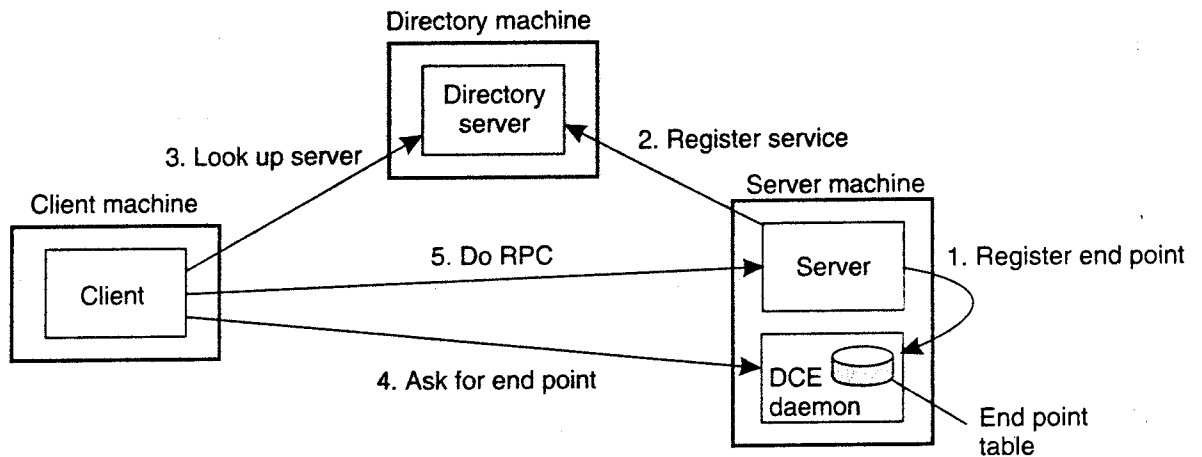 Directory machine
Directory
server
3. Look up server
2. Register service
Client machine
Server machine
5. Do RPC
1. Register end point
Client
Server
4. Ask for end point
DCE
daemon
End point
table